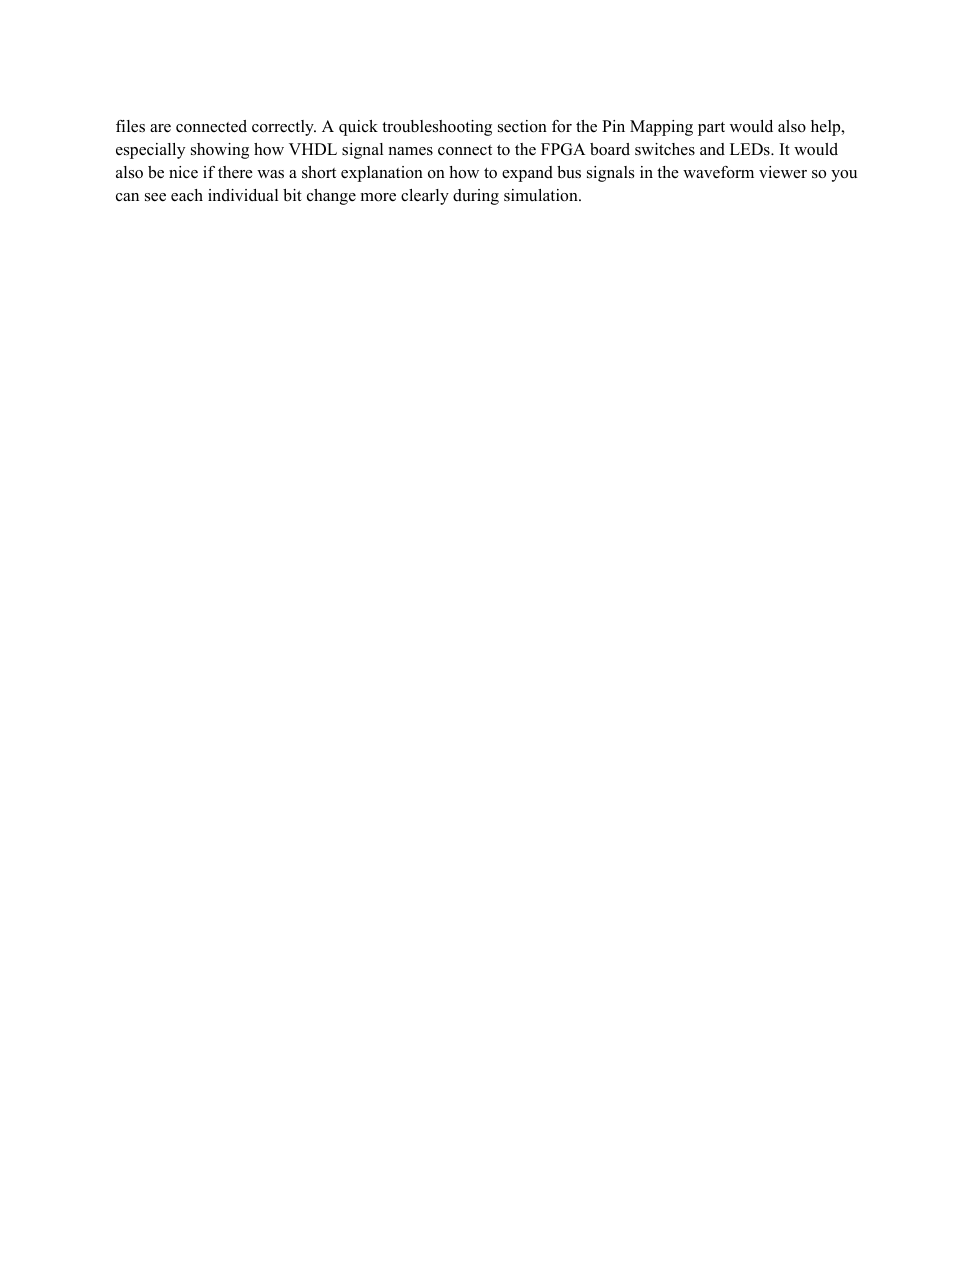 files are connected correctly. A quick troubleshooting section for the Pin Mapping part would also help,
especially showing how VHDL signal names connect to the FPGA board switches and LEDs. It would
also be nice if there was a short explanation on how to expand bus signals in the waveform viewer so you
can see each individual bit change more clearly during simulation.